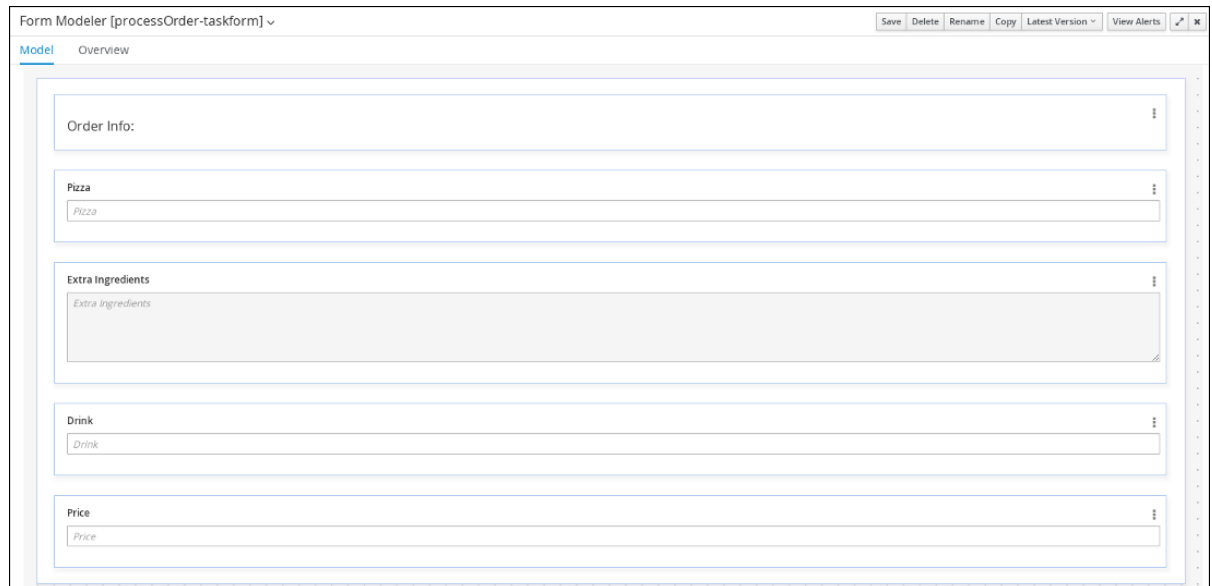 Form Modeler [processOrder-taskform]
Save Delete Rename Copy Latest Version View Alerts
Model Overview
Order Info:
Pizza
Pizza
Extra Ingredients
Extra Ingredients
Drink
Drink
Price
Price